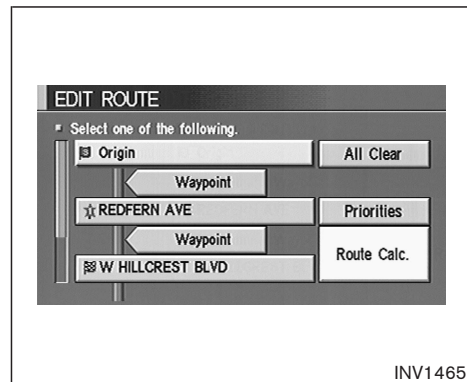 EDIT ROUTE
Select one of the following.
Origin
All Clear
Waypoint
REDFERN AVE
Priorities
Waypoint
Route Calc.
W HILLCREST BLVD
INV1465